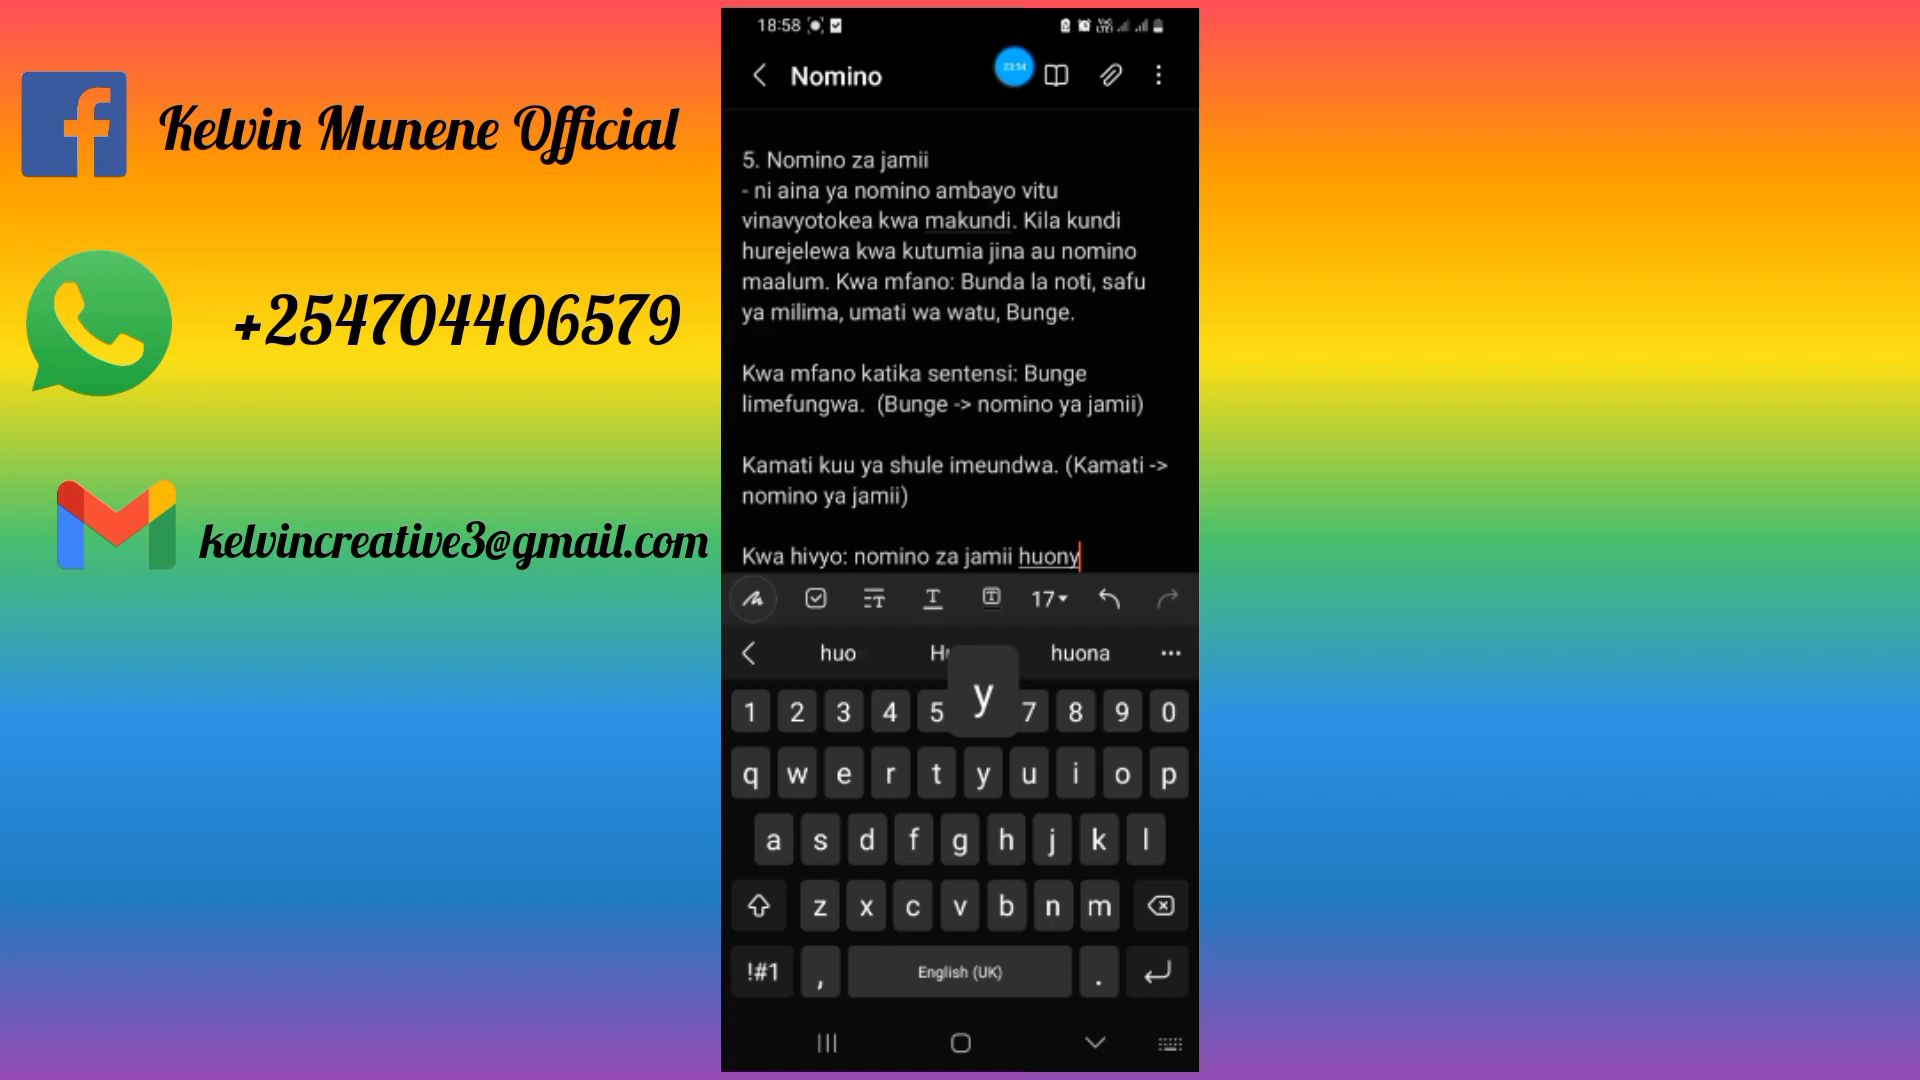 Kelvin Munene Official
+254704406579
kelvincreative3@gmail.com
18:58
Nomino
23:54
5. Nomino za jamii
- ni aina ya nomino ambayo vitu
vinavyotokea kwa makundi. Kila kundi
hurejelewa kwa kutumia jina au nomino
maalum. Kwa mfano: Bunda la noti, safu
ya milima, umati wa watu, Bunge.
Kwa mfano katika sentensi: Bunge
limefungwa. (Bunge -> nomino ya jamii)
Kamati kuu ya shule imeundwa. (Kamati ->
nomino ya jamii)
Kwa hivyo: nomino za jamii huony
17
huo huona
y
1 2 3 4 5 7 8 9 0
q w e r t y u i o p
a s d f g h j k l
z x c v b n m
!#1 , English (UK) .